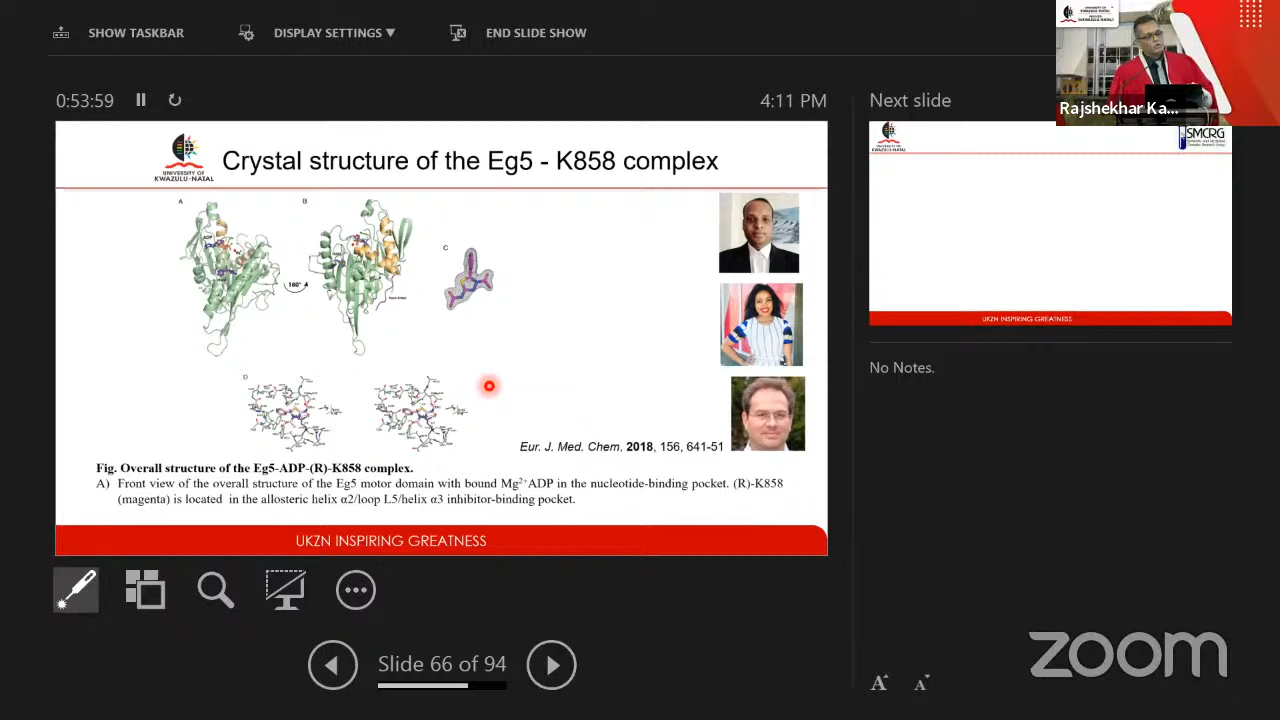 SHOW TASKBAR
DISPLAY SETTINGS ▼
END SLIDE SHOW
0:53:59
4:11 PM
Next slide
Rajshekhar Ka...
UNIVERSITY OF
KWAZULU-NATAL
Crystal structure of the Eg5 - K858 complex
SMCRG
A
B
C
ADP
180°
D
Eur. J. Med. Chem, 2018, 156, 641-51
Fig. Overall structure of the Eg5-ADP-(R)-K858 complex.
A) Front view of the overall structure of the Eg5 motor domain with bound Mg²⁺ADP in the nucleotide-binding pocket. (R)-K858
(magenta) is located in the allosteric helix α2/loop L5/helix α3 inhibitor-binding pocket.
UKZN INSPIRING GREATNESS
UKZN INSPIRING GREATNESS
No Notes.
Slide 66 of 94
zoom
A
A